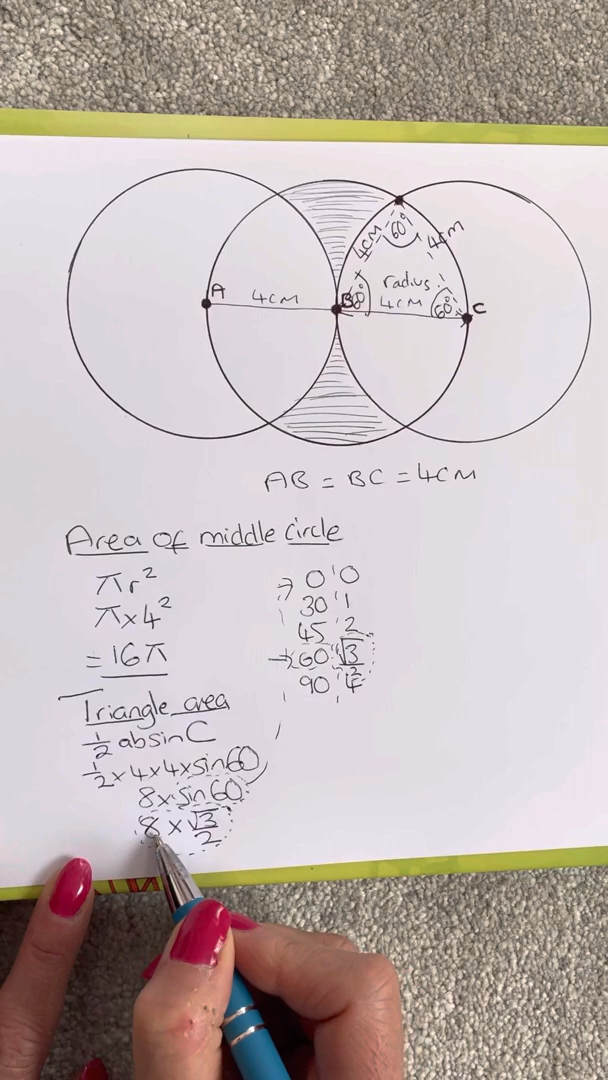 60°
4CM
4CM
A
4CM
B
60°
radius
4CM
60°
C
AB = BC = 4CM
Area of middle circle
πr²
π×4²
= 16π
→ 0 0
30 1
45 2
→ 60 √3/2
90 4
Triangle area
½ absinC
½ × 4 × 4 × sin60
8 × sin60
8 × √3/2